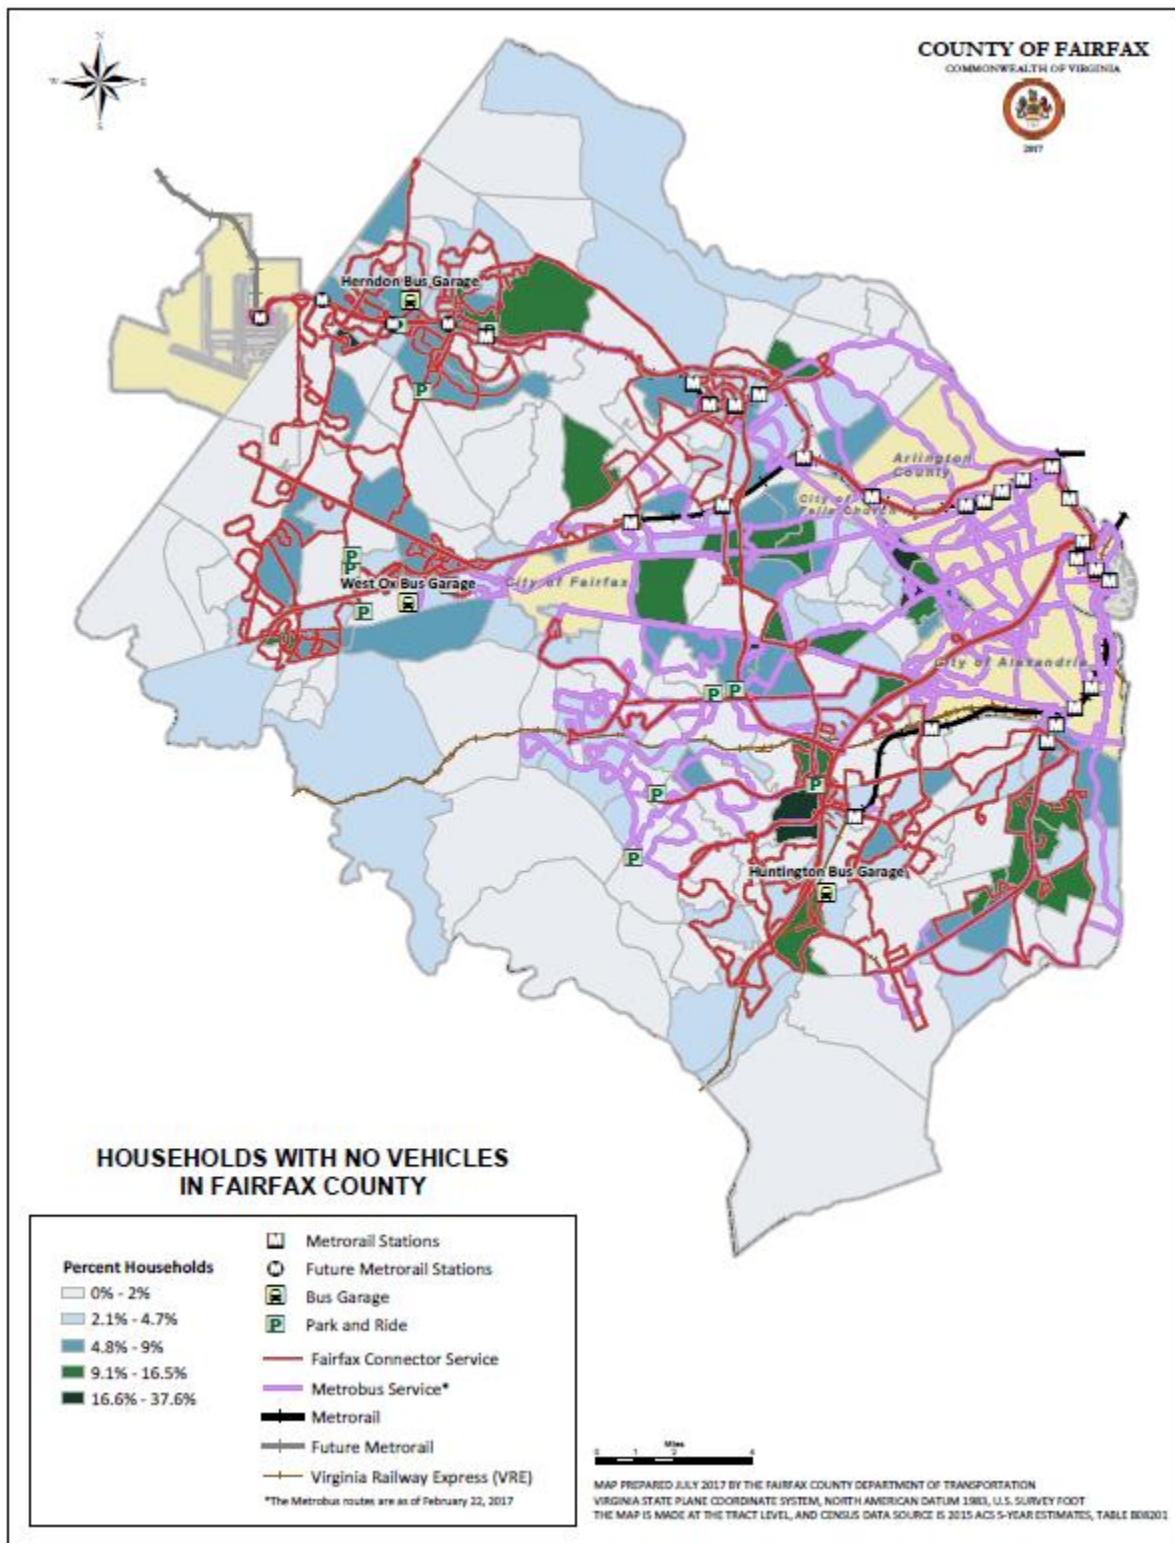 N
W
E
S
COUNTY OF FAIRFAX
COMMONWEALTH OF VIRGINIA
2017
Herndon Bus Garage
Arlington
County
City of
Falls Church
West Ox Bus Garage
City of Fairfax
City of Alexandria
Huntington Bus Garage
HOUSEHOLDS WITH NO VEHICLES
IN FAIRFAX COUNTY
Percent Households
0% - 2%
2.1% - 4.7%
4.8% - 9%
9.1% - 16.5%
16.6% - 37.6%
M Metrorail Stations
M Future Metrorail Stations
Bus Garage
P Park and Ride
Fairfax Connector Service
Metrobus Service*
Metrorail
Future Metrorail
Virginia Railway Express (VRE)
*The Metrobus routes are as of February 22, 2017
Miles
0 1 2 4
MAP PREPARED JULY 2017 BY THE FAIRFAX COUNTY DEPARTMENT OF TRANSPORTATION
VIRGINIA STATE PLANE COORDINATE SYSTEM, NORTH AMERICAN DATUM 1983, U.S. SURVEY FOOT
THE MAP IS MADE AT THE TRACT LEVEL, AND CENSUS DATA SOURCE IS 2015 ACS 5-YEAR ESTIMATES, TABLE B08201